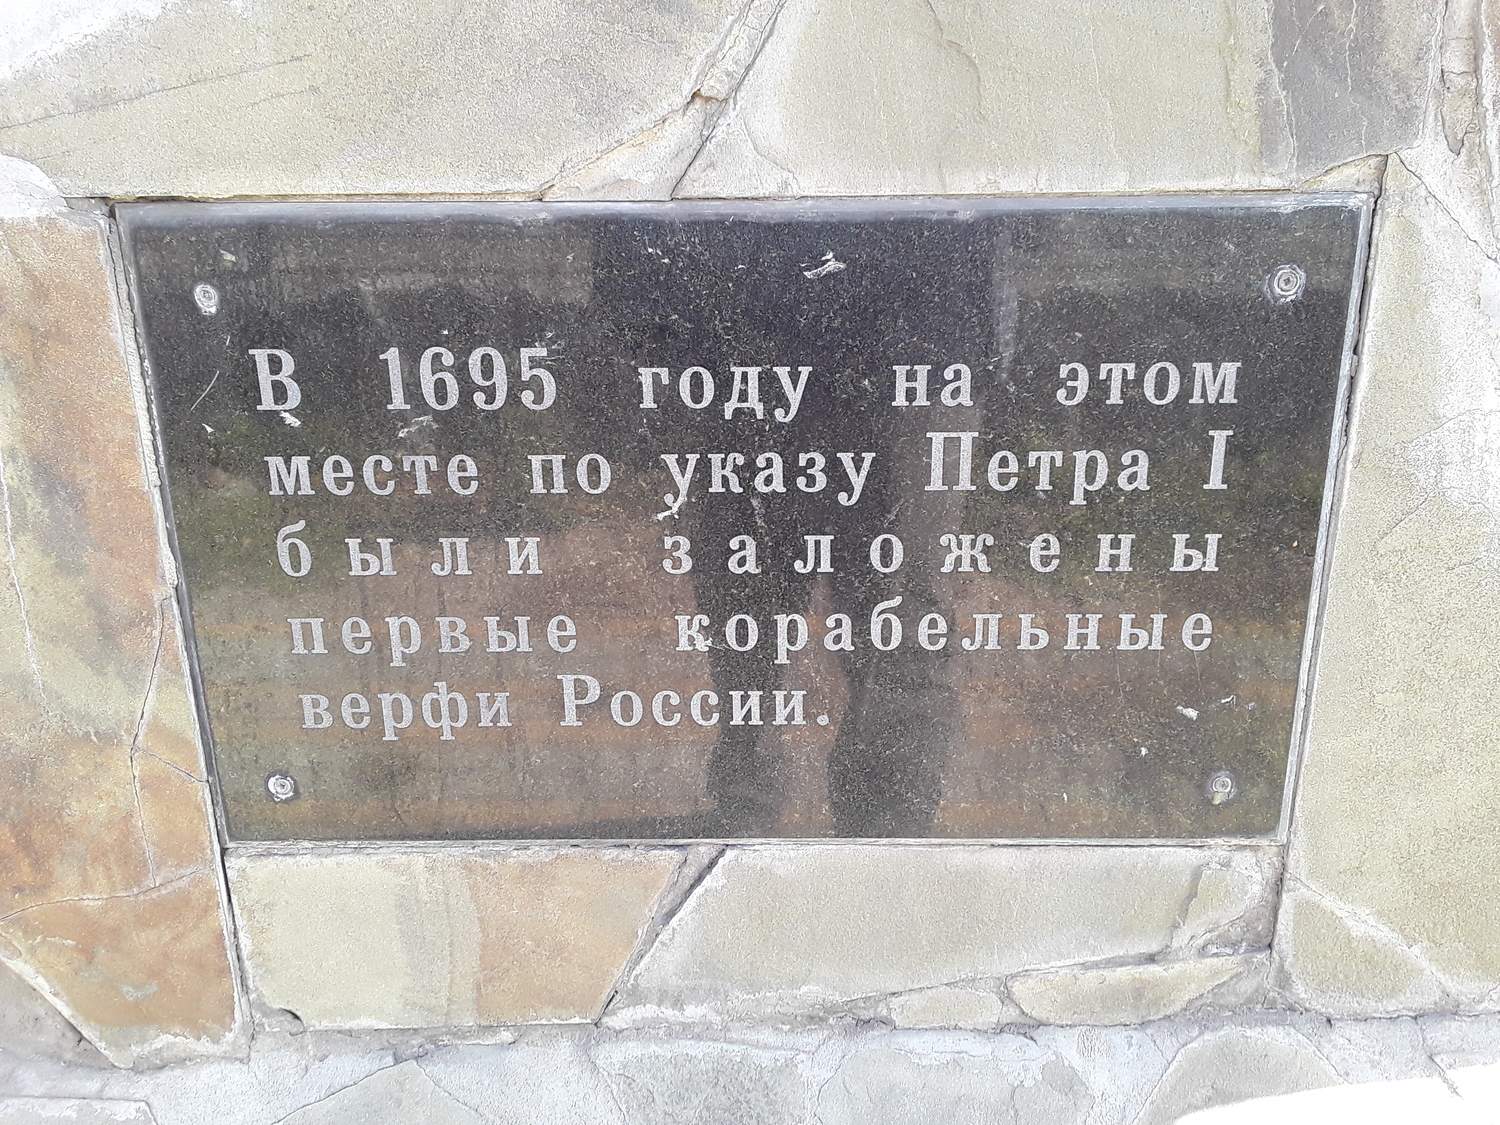 В 1695 году на этом
месте по указу Петра I
были заложены
первые корабельные
верфи России.